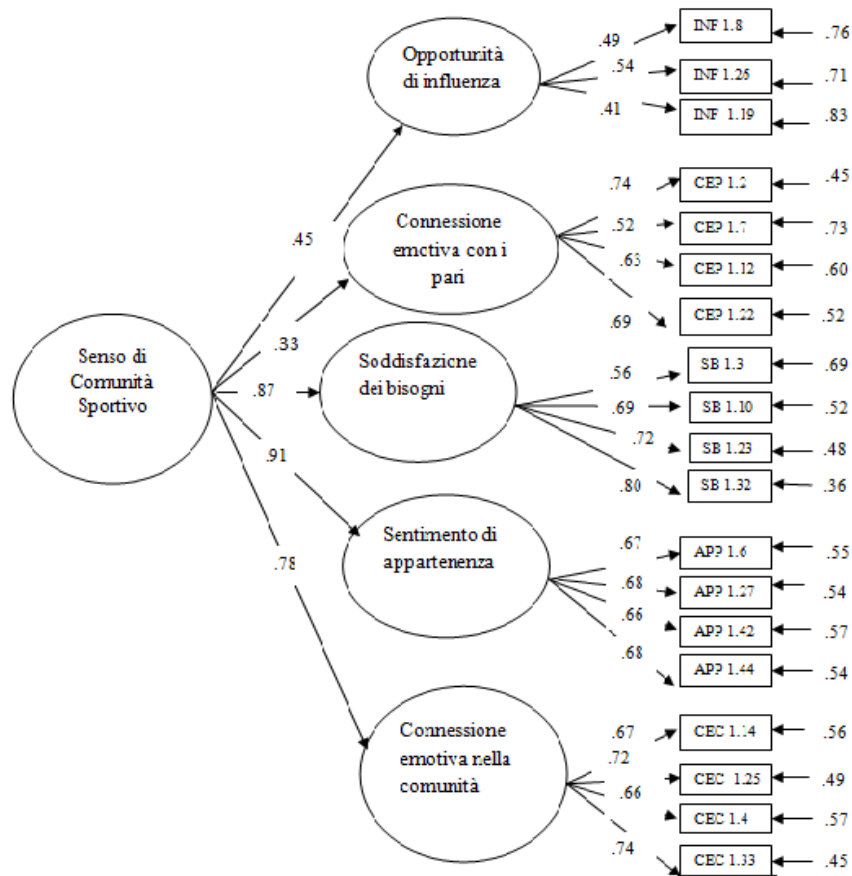 Opportunità
di influenza
.49
.54
.41
INF 1.8
INF 1.26
INF 1.19
.76
.71
.83
.45
Connessione
emotiva con i
pari
.74
.52
.63
.69
CEP 1.2
CEP 1.7
CEP 1.12
CEP 1.22
.45
.73
.60
.52
.33
Senso di
Comunità
Sportivo
.87
Soddisfazione
dei bisogni
.56
.69
.72
.80
SB 1.3
SB 1.10
SB 1.23
SB 1.32
.69
.52
.48
.36
.91
Sentimento di
appartenenza
.67
.68
.66
.68
APP 1.6
APP 1.27
APP 1.42
APP 1.44
.55
.54
.57
.54
.78
Connessione
emotiva nella
comunità
.67
.72
.66
.74
CEC 1.14
CEC 1.25
CEC 1.4
CEC 1.33
.56
.49
.57
.45